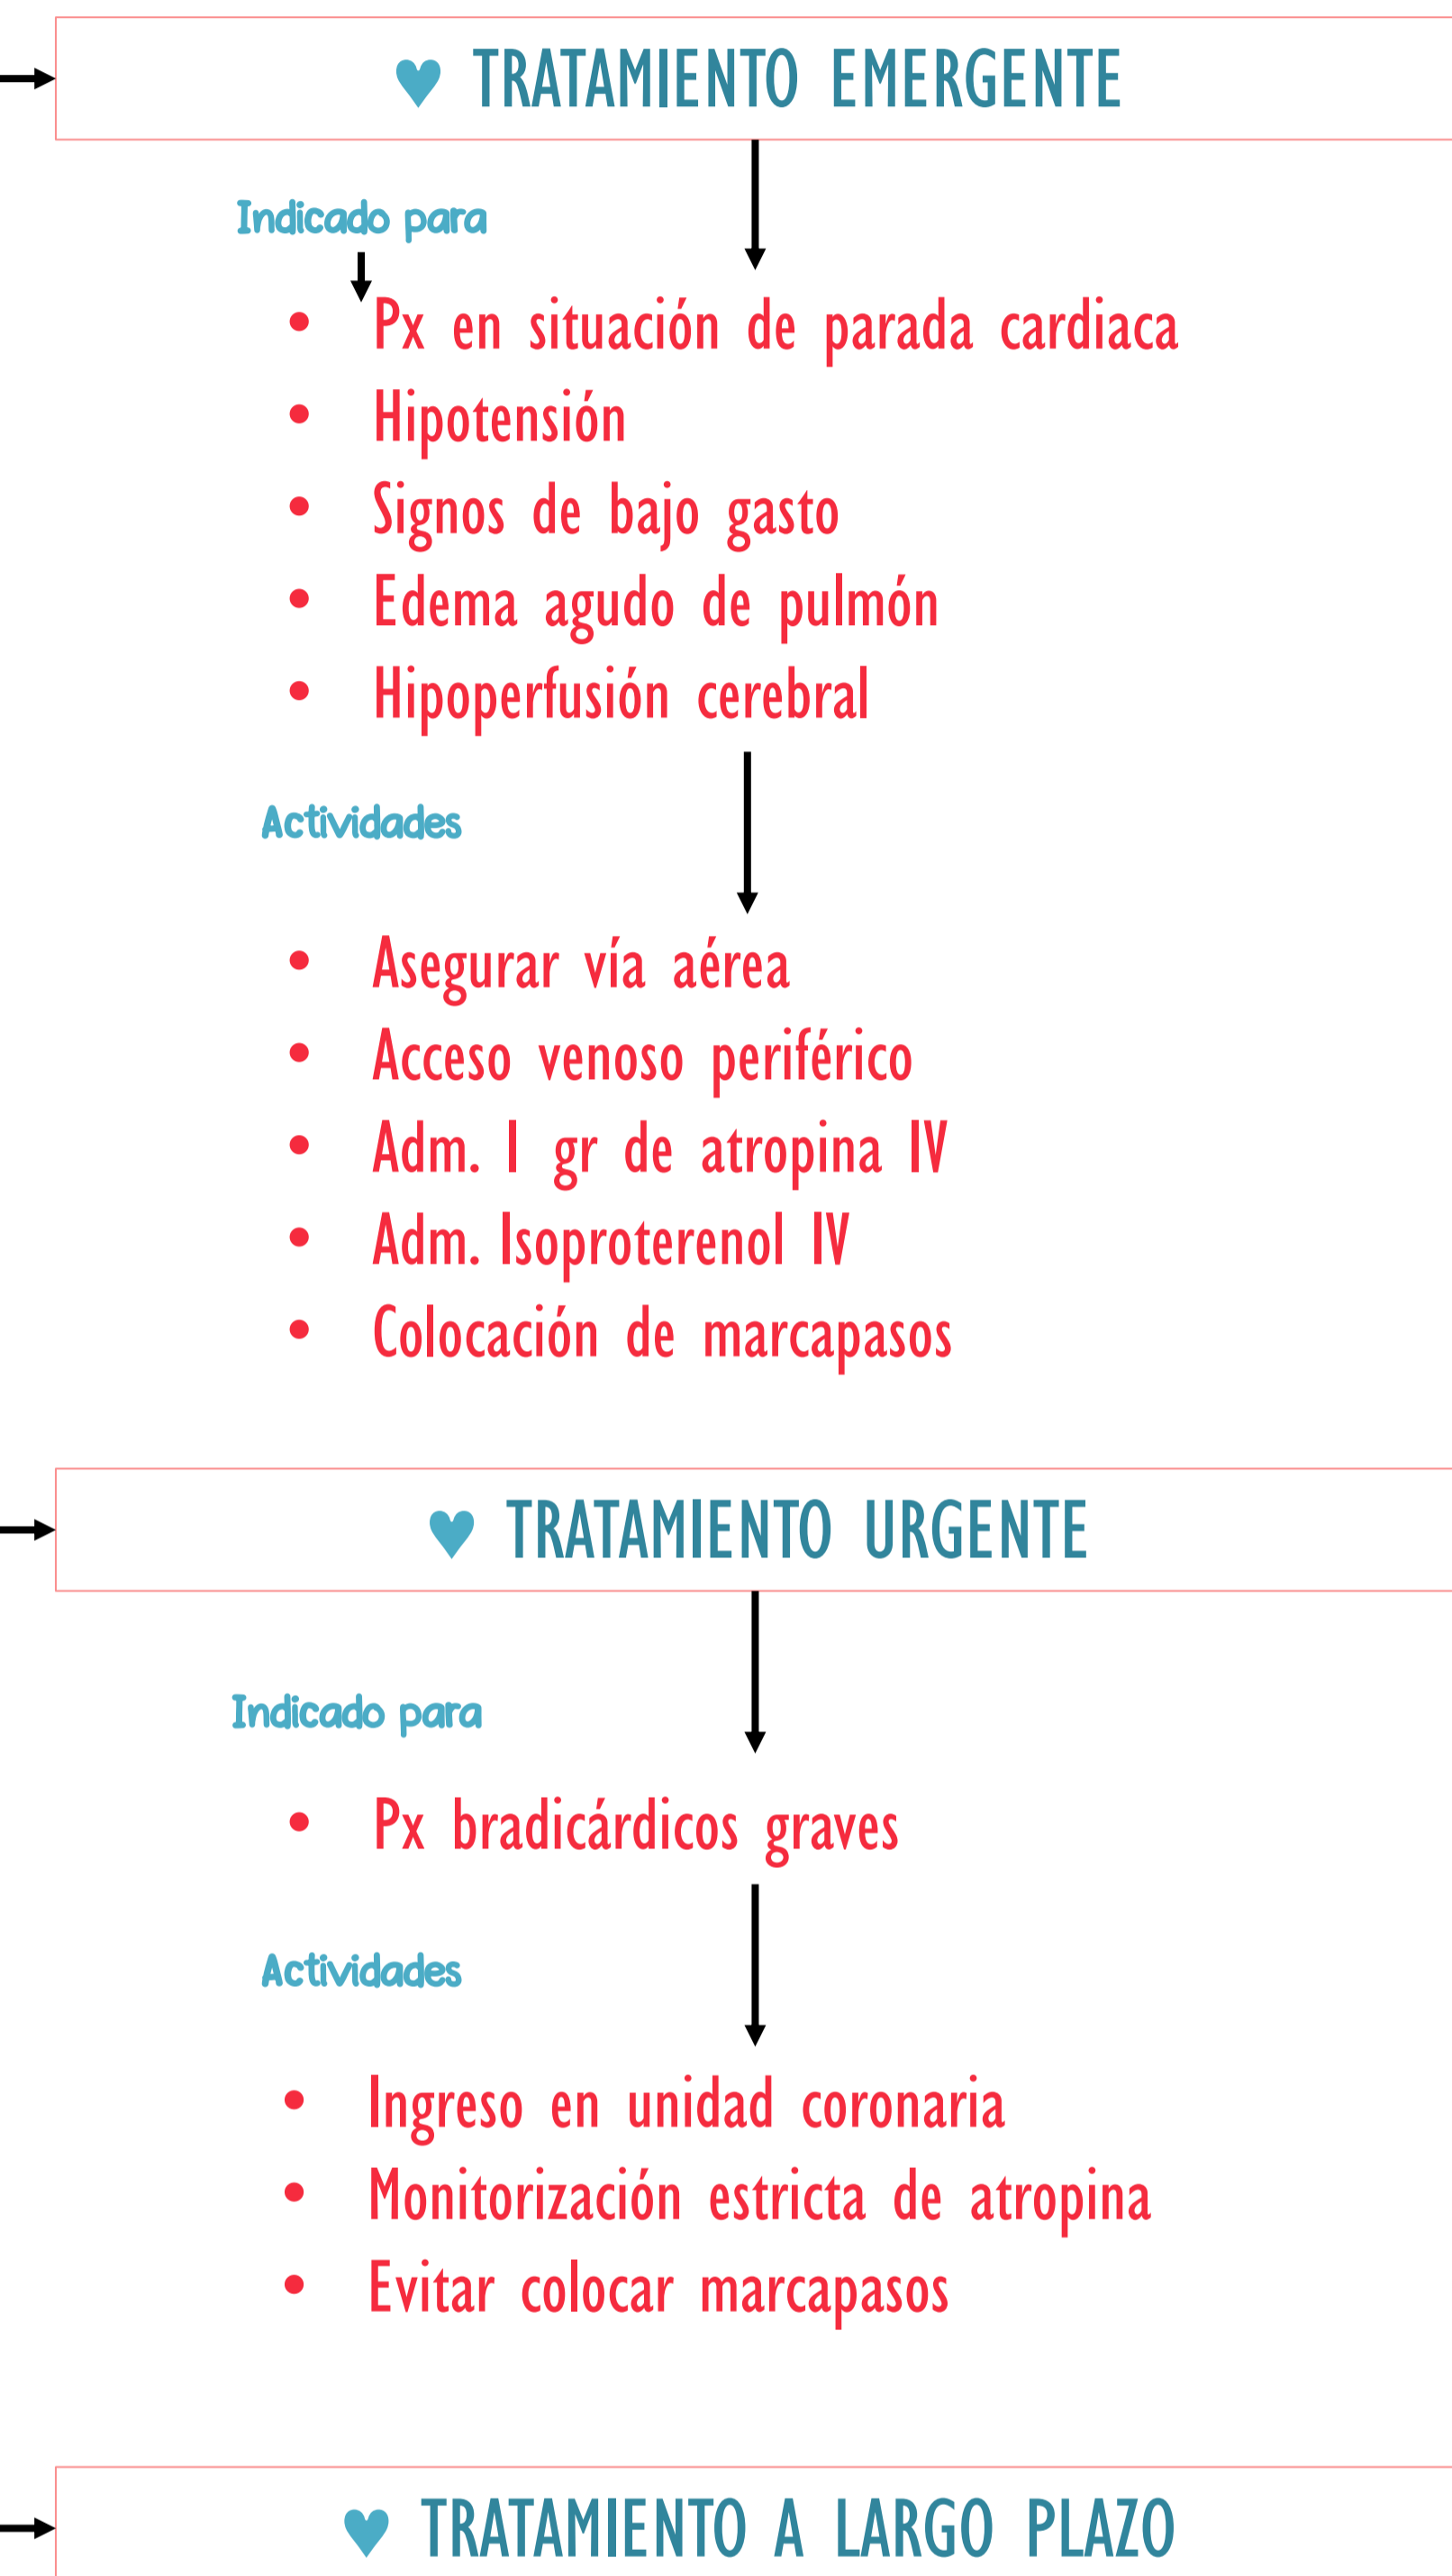 ♥ TRATAMIENTO EMERGENTE
Indicado para
• Px en situación de parada cardiaca
• Hipotensión
• Signos de bajo gasto
• Edema agudo de pulmón
• Hipoperfusión cerebral
Actividades
• Asegurar vía aérea
• Acceso venoso periférico
• Adm. 1 gr de atropina IV
• Adm. Isoproterenol IV
• Colocación de marcapasos
♥ TRATAMIENTO URGENTE
Indicado para
• Px bradicárdicos graves
Actividades
• Ingreso en unidad coronaria
• Monitorización estricta de atropina
• Evitar colocar marcapasos
♥ TRATAMIENTO A LARGO PLAZO